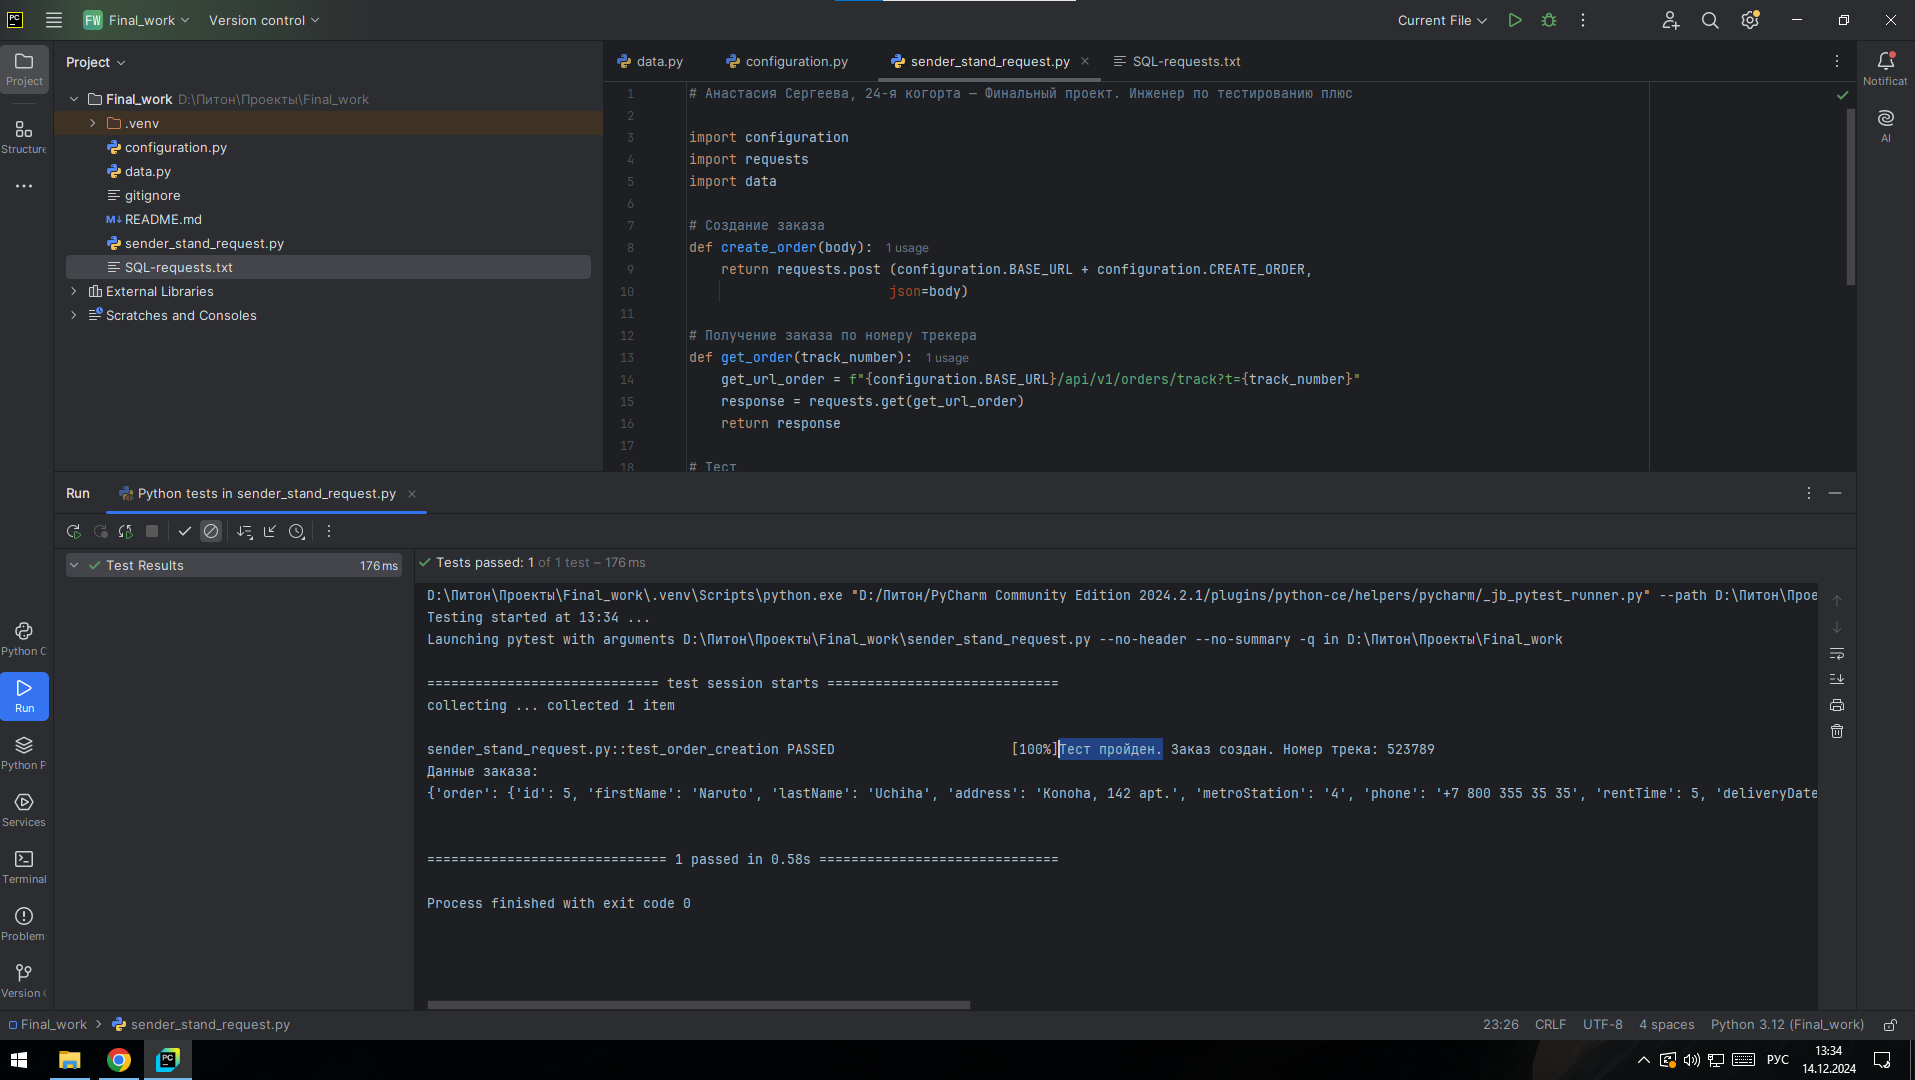 PC
FW Final_work
Version control
Current File
Project
Structure
Python C
Run
Python P
Services
Terminal
Problem
Version
Project
Final_work D:\Питон\Проекты\Final_work
.venv
configuration.py
data.py
gitignore
README.md
sender_stand_request.py
SQL-requests.txt
External Libraries
Scratches and Consoles
data.py
configuration.py
sender_stand_request.py
SQL-requests.txt
Notificat
AI
1 # Анастасия Сергеева, 24-я когорта — Финальный проект. Инженер по тестированию плюс
2
3 import configuration
4 import requests
5 import data
6
7 # Создание заказа
8 def create_order(body): 1 usage
9 return requests.post (configuration.BASE_URL + configuration.CREATE_ORDER,
10 json=body)
11
12 # Получение заказа по номеру трекера
13 def get_order(track_number): 1 usage
14 get_url_order = f"{configuration.BASE_URL}/api/v1/orders/track?t={track_number}"
15 response = requests.get(get_url_order)
16 return response
17
18 # Тест
Run
Python tests in sender_stand_request.py
Test Results 176 ms
Tests passed: 1 of 1 test – 176 ms
D:\Питон\Проекты\Final_work\.venv\Scripts\python.exe "D:/Питон/PyCharm Community Edition 2024.2.1/plugins/python-ce/helpers/pycharm/_jb_pytest_runner.py" --path D:\Питон\Прое
Testing started at 13:34 ...
Launching pytest with arguments D:\Питон\Проекты\Final_work\sender_stand_request.py --no-header --no-summary -q in D:\Питон\Проекты\Final_work
============================= test session starts =============================
collecting ... collected 1 item
sender_stand_request.py::test_order_creation PASSED [100%]Тест пройден. Заказ создан. Номер трека: 523789
Данные заказа:
{'order': {'id': 5, 'firstName': 'Naruto', 'lastName': 'Uchiha', 'address': 'Konoha, 142 apt.', 'metroStation': '4', 'phone': '+7 800 355 35 35', 'rentTime': 5, 'deliveryDate
============================== 1 passed in 0.58s ==============================
Process finished with exit code 0
Final_work
sender_stand_request.py
23:26
CRLF
UTF-8
4 spaces
Python 3.12 (Final_work)
PC
РУС
13:34
14.12.2024